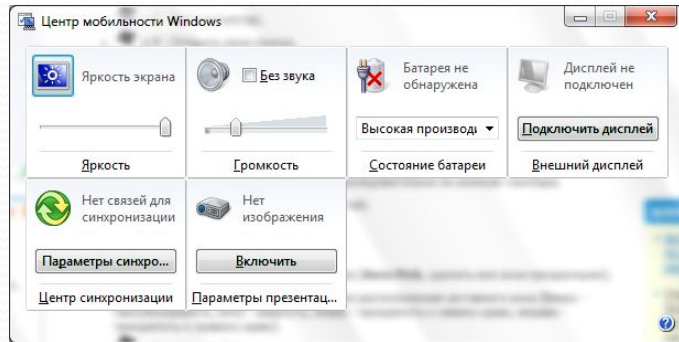 Центр мобильности Windows
Яркость экрана
Яркость
Без звука
Громкость
Батарея не
обнаружена
Высокая производи
Состояние батареи
Дисплей не
подключен
Подключить дисплей
Внешний дисплей
Нет связей для
синхронизации
Параметры синхро...
Центр синхронизации
Нет
изображения
Включить
Параметры презентац...